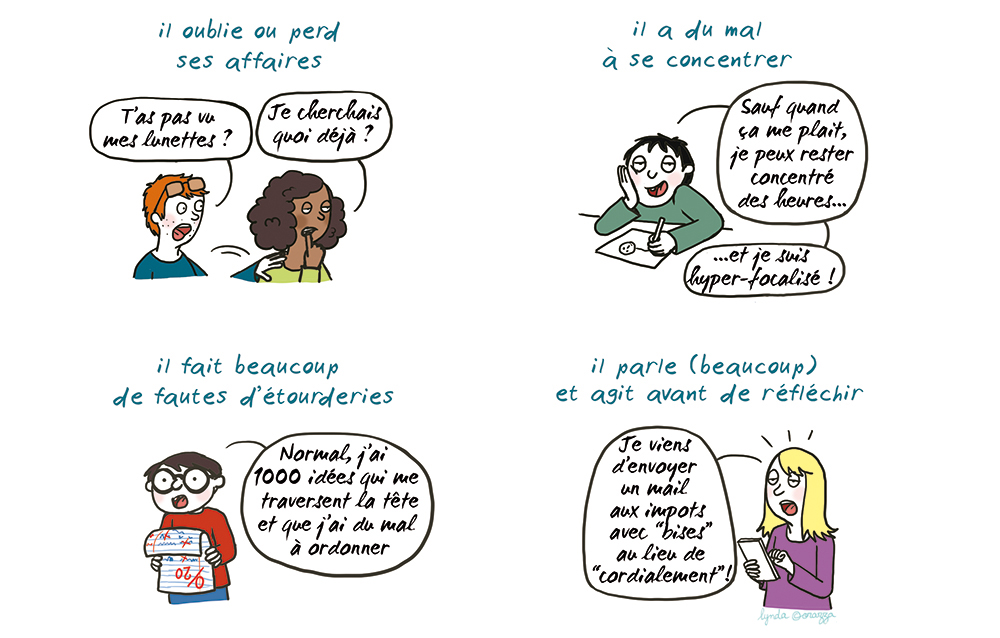 il oublie ou perd
ses affaires
T'as pas vu
mes lunettes ?
Je cherchais
quoi déjà ?
il a du mal
à se concentrer
Sauf quand
ça me plait,
je peux rester
concentré
des heures...
...et je suis
hyper-focalisé !
il fait beaucoup
de fautes d'étourderies
Normal, j'ai
1000 idées qui me
traversent la tête
et que j'ai du mal
à ordonner
0/20
il parle (beaucoup)
et agit avant de réfléchir
Je viens
d'envoyer
un mail
aux impots
avec "bises"
au lieu de
"cordialement"!
lynda Corazza